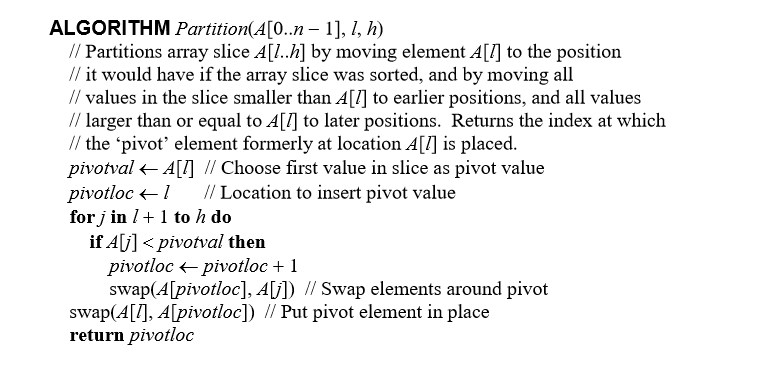 ALGORITHM Partition(A[0..n – 1], l, h)
// Partitions array slice A[l..h] by moving element A[l] to the position
// it would have if the array slice was sorted, and by moving all
// values in the slice smaller than A[l] to earlier positions, and all values
// larger than or equal to A[l] to later positions.  Returns the index at which
// the ‘pivot’ element formerly at location A[l] is placed.
pivotval ← A[l]  // Choose first value in slice as pivot value
pivotloc ← l  // Location to insert pivot value
for j in l + 1 to h do
if A[j] < pivotval then
pivotloc ← pivotloc + 1
swap(A[pivotloc], A[j])  // Swap elements around pivot
swap(A[l], A[pivotloc])  // Put pivot element in place
return pivotloc